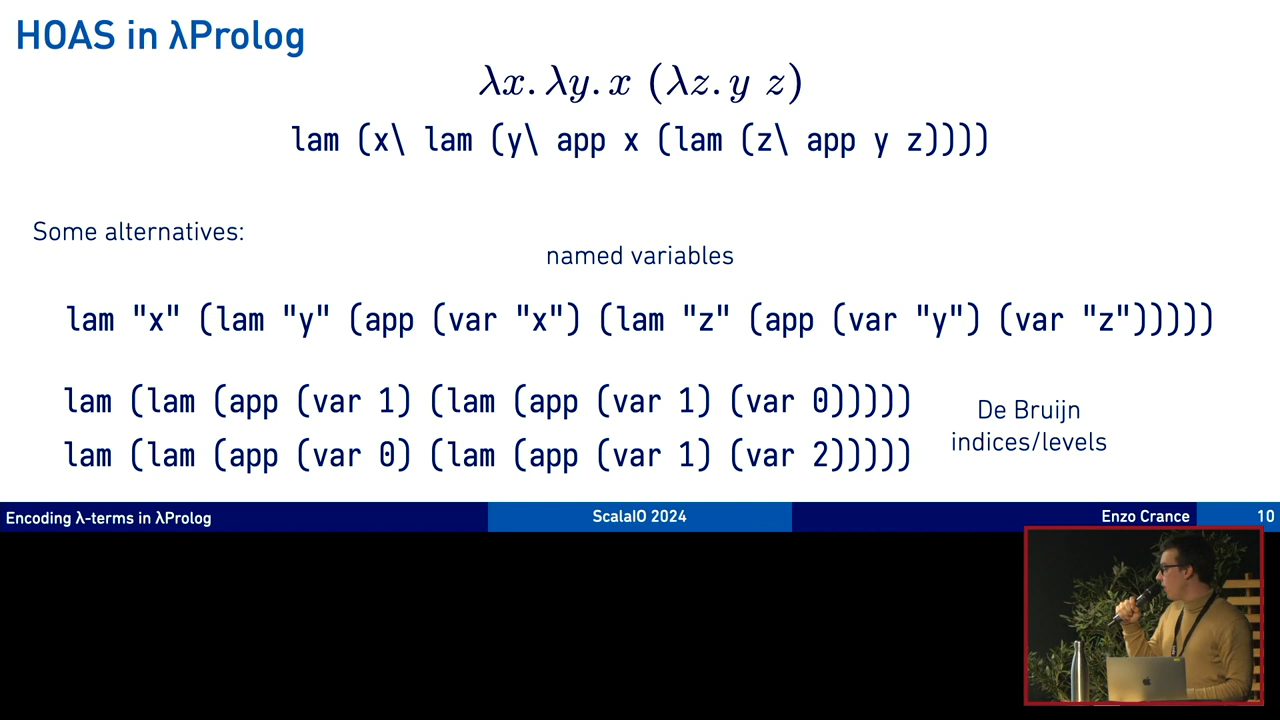 HOAS in λProlog
λx. λy. x (λz. y z)
lam (x\ lam (y\ app x (lam (z\ app y z))))
Some alternatives:
named variables
lam "x" (lam "y" (app (var "x") (lam "z" (app (var "y") (var "z")))))
lam (lam (app (var 1) (lam (app (var 1) (var 0)))))
lam (lam (app (var 0) (lam (app (var 1) (var 2)))))
De Bruijn
indices/levels
Encoding λ-terms in λProlog
ScalaIO 2024
Enzo Crance
10